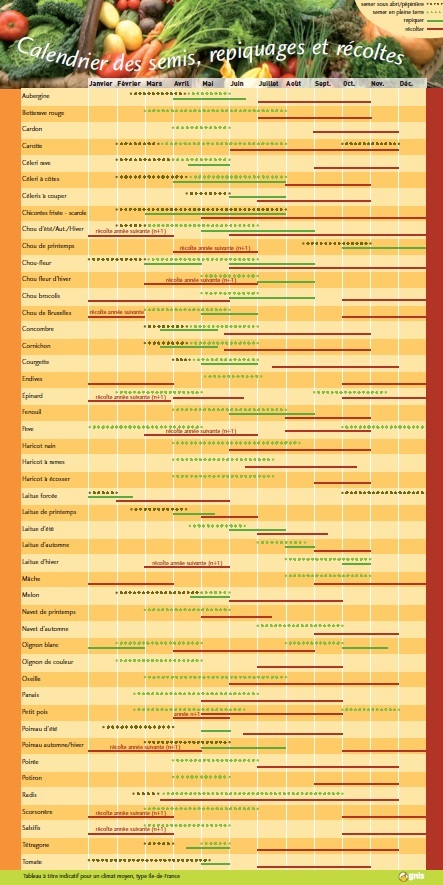 semer sous abri/pépinière
semer en pleine terre
repiquer
récolter
Calendrier des semis, repiquages et récoltes
Janvier Février Mars Avril Mai Juin Juillet Août Sept. Oct. Nov. Déc.
Aubergine
Betterave rouge
Cardon
Carotte
Céleri rave
Céleri à côtes
Céleris à couper
Chicorées frisée - scarole
Chou d'été/Aut./Hiver
récolte année suivante (n+1)
Chou de printemps
récolte année suivante (n+1)
Chou-fleur
Chou fleur d'hiver
récolte année suivante (n+1)
Chou brocolis
Chou de Bruxelles
récolte année suivante
Concombre
Cornichon
Courgette
Endives
Epinard
récolte année suivante (n+1)
Fenouil
Fève
récolte année suivante (n+1)
Haricot nain
Haricot à rames
Haricot à écosser
Laitue forcée
Laitue de printemps
Laitue d'été
Laitue d'automne
Laitue d'hiver
récolte année suivante (n+1)
Mâche
Melon
Navet de printemps
Navet d'automne
Oignon blanc
Oignon de couleur
Oseille
Panais
Petit pois
année n+1
Poireau d'été
Poireau automne/hiver
récolte année suivante (n+1)
Poirée
Potiron
Radis
Scorsonère
récolte année suivante (n+1)
Salsifis
récolte année suivante (n+1)
Tétragone
Tomate
Tableau à titre indicatif pour un climat moyen, type Ile-de-France
gnis